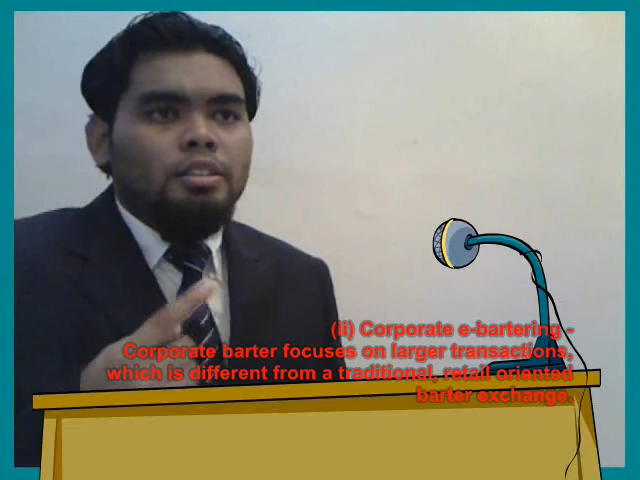 (ii) Corporate e-bartering -
Corporate barter focuses on larger transactions,
which is different from a traditional, retail oriented
barter exchange.